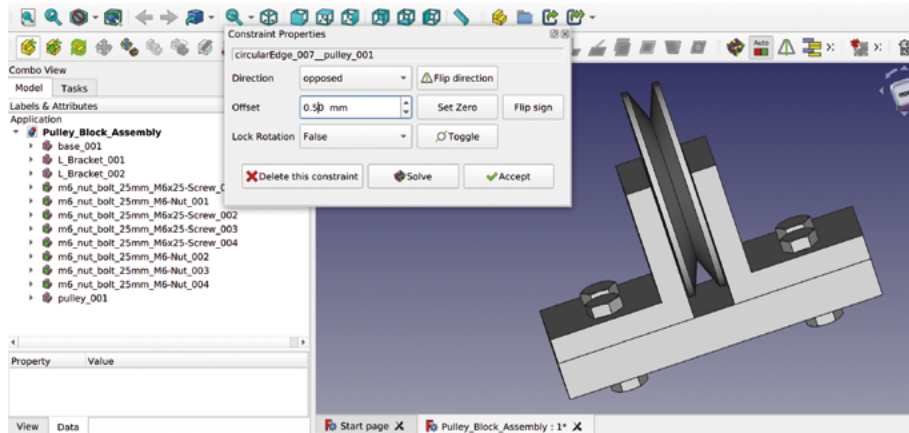 Constraint Properties
circularEdge_007__pulley_001
Direction opposed Flip direction
Offset 0.50 mm Set Zero Flip sign
Lock Rotation False Toggle
Delete this constraint Solve Accept
Auto
Combo View
Model Tasks
Labels & Attributes
Application
Pulley_Block_Assembly
base_001
L_Bracket_001
L_Bracket_002
m6_nut_bolt_25mm_M6x25-Screw_0
m6_nut_bolt_25mm_M6-Nut_001
m6_nut_bolt_25mm_M6x25-Screw_002
m6_nut_bolt_25mm_M6x25-Screw_003
m6_nut_bolt_25mm_M6x25-Screw_004
m6_nut_bolt_25mm_M6-Nut_002
m6_nut_bolt_25mm_M6-Nut_003
m6_nut_bolt_25mm_M6-Nut_004
pulley_001
Property Value
View Data
Start page X Pulley_Block_Assembly : 1* X